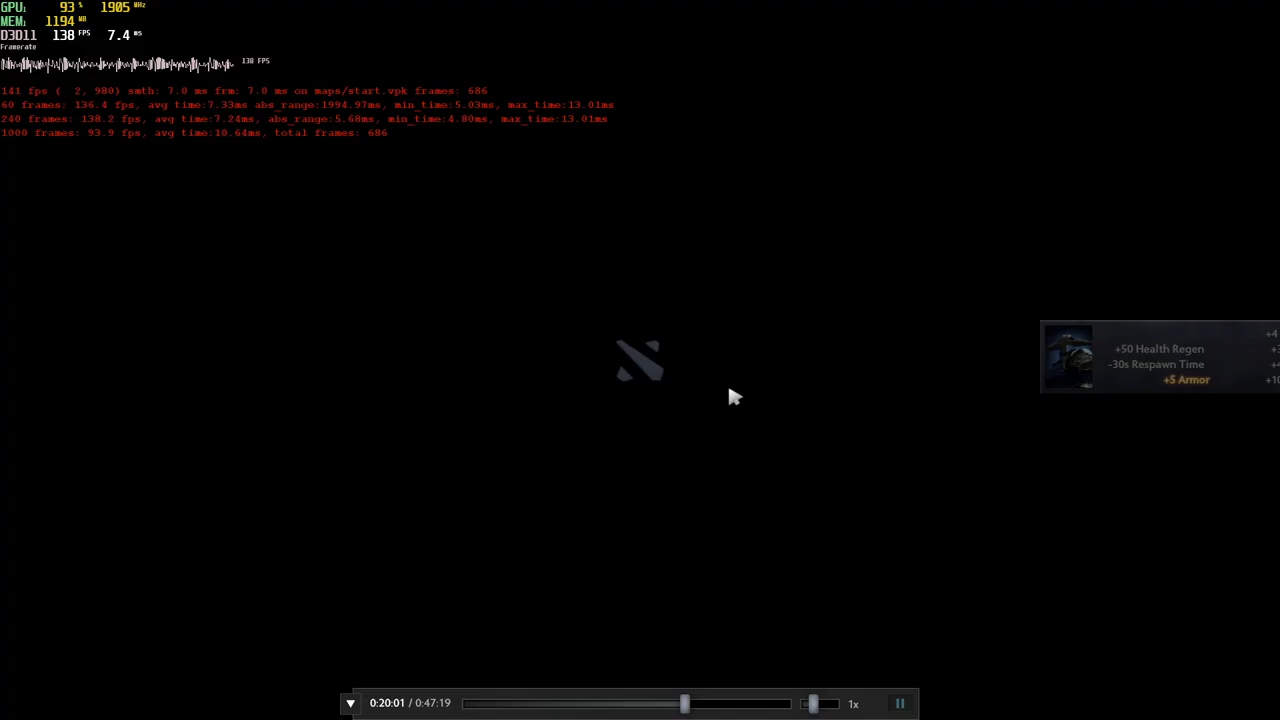 GPU1 93 % 1905 MHz
MEM1 1194 MB
D3D11 138 FPS 7.4 ms
Framerate
138 FPS
141 fps (  2, 980) smth: 7.0 ms frm: 7.0 ms on maps/start.vpk frames: 686
60 frames: 136.4 fps, avg time:7.33ms abs_range:1994.97ms, min_time:5.03ms, max_time:13.01ms
240 frames: 138.2 fps, avg time:7.24ms, abs_range:5.68ms, min_time:4.80ms, max_time:13.01ms
1000 frames: 93.9 fps, avg time:10.64ms, total frames: 686
+50 Health Regen
-30s Respawn Time
+5 Armor
0:20:01 / 0:47:19
1x